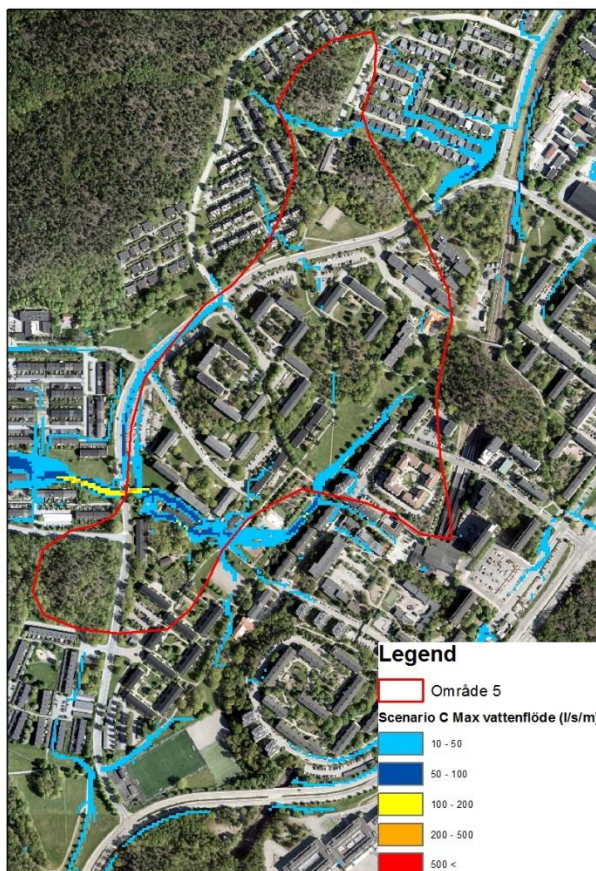 Legend
Område 5
Scenario C Max vattenflöde (l/s/m)
10 - 50
50 - 100
100 - 200
200 - 500
500 <